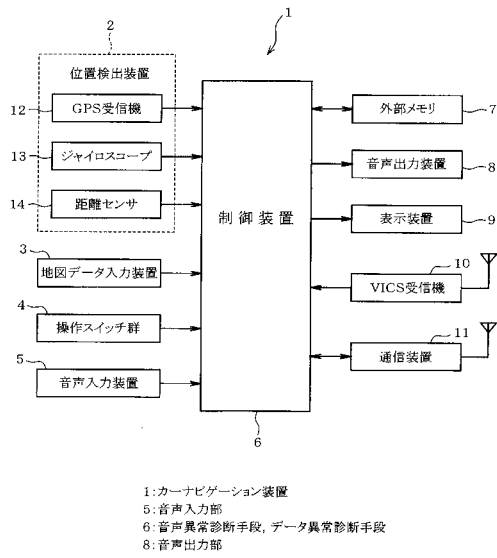 1
2
位置検出装置
12
GPS受信機
13
ジャイロスコープ
14
距離センサ
3
地図データ入力装置
4
操作スイッチ群
5
音声入力装置
制御装置
6
外部メモリ
7
音声出力装置
8
表示装置
9
10
VICS受信機
11
通信装置
1:カーナビゲーション装置
5:音声入力部
6:音声異常診断手段,データ異常診断手段
8:音声出力部